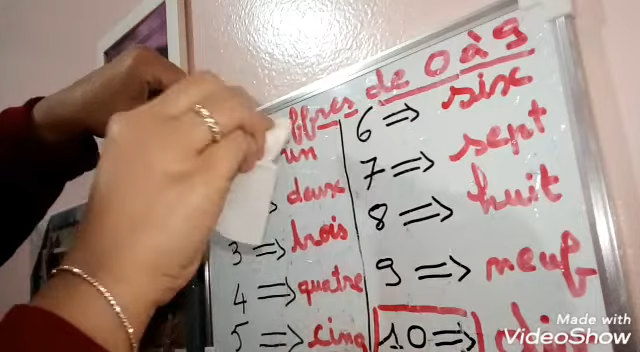 ffres de 0 à 9
un
deux
3 => trois
4 => quatre
5 => cinq
6 => six
7 => sept
8 => huit
9 => neuf
10 =>
Made with
VideoShow